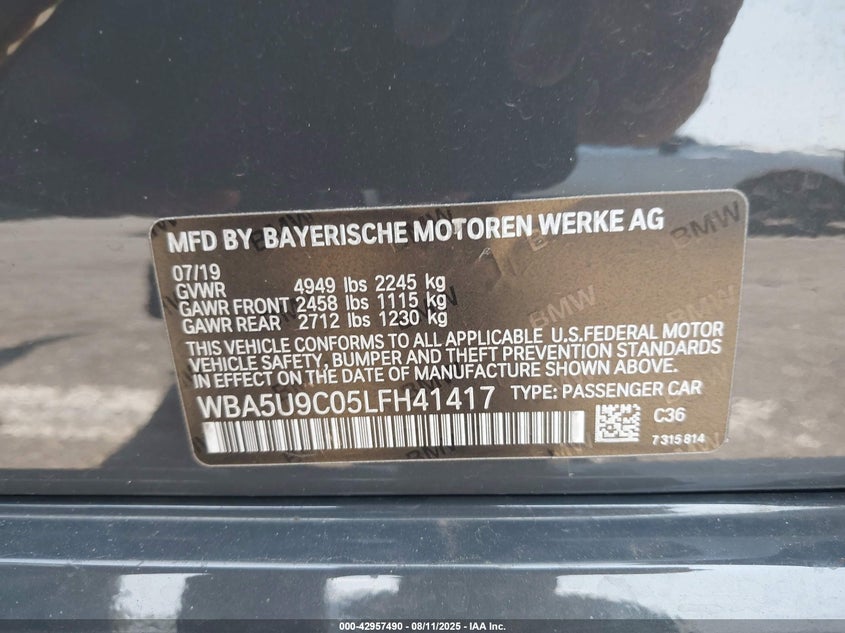 MFD BY BAYERISCHE MOTOREN WERKE AG
07/19
GVWR 4949 lbs 2245 kg
GAWR FRONT 2458 lbs 1115 kg
GAWR REAR 2712 lbs 1230 kg
THIS VEHICLE CONFORMS TO ALL APPLICABLE U.S.FEDERAL MOTOR
VEHICLE SAFETY, BUMPER AND THEFT PREVENTION STANDARDS
IN EFFECT ON THE DATE OF MANUFACTURE SHOWN ABOVE.
WBA5U9C05LFH41417 TYPE: PASSENGER CAR
C36
7 315 814
000-42957490 - 08/11/2025 - IAA Inc.